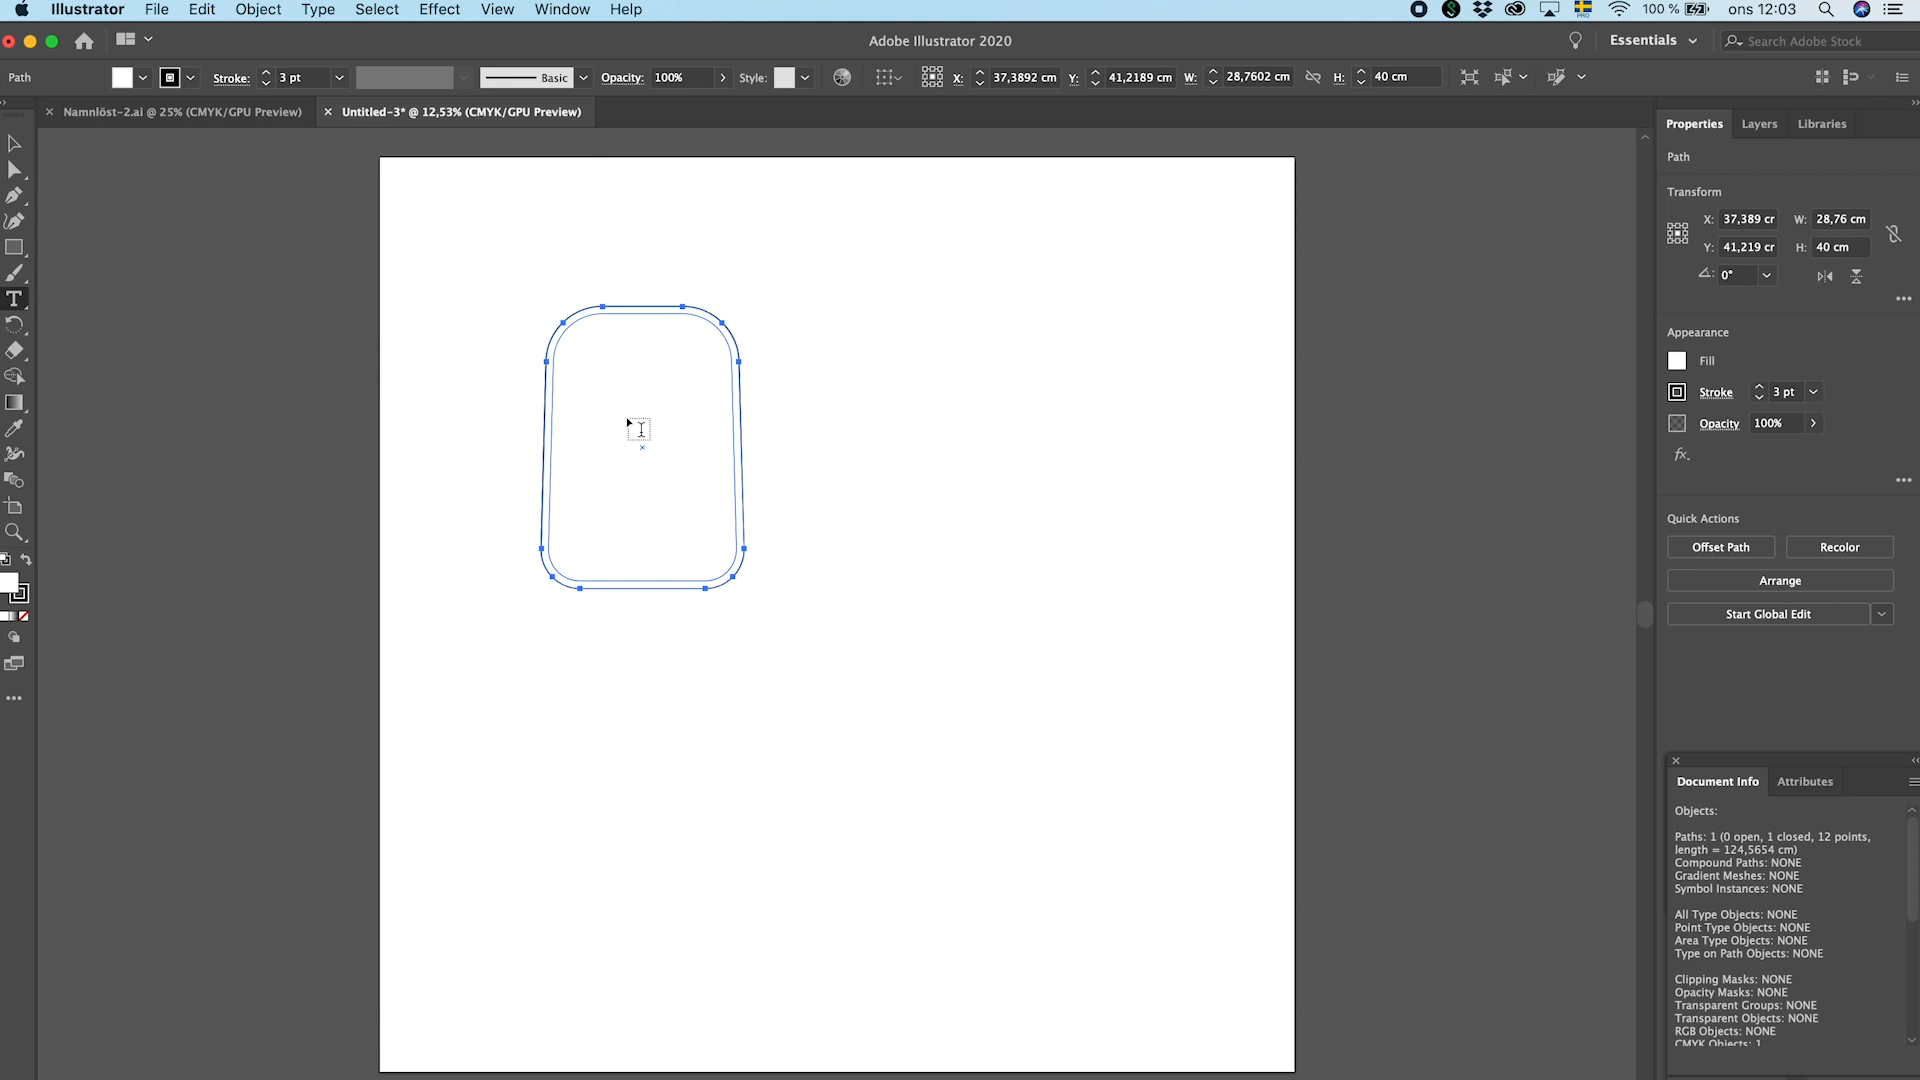 Illustrator File Edit Object Type Select Effect View Window Help 100 % ons 12:03
Adobe Illustrator 2020 Essentials Search Adobe Stock
Path Stroke: 3 pt Basic Opacity: 100% Style: X: 37,3892 cm Y: 41,2189 cm W: 28,7602 cm H: 40 cm
Namnlöst-2.ai @ 25% (CMYK/GPU Preview) Untitled-3* @ 12,53% (CMYK/GPU Preview)
Properties Layers Libraries
Path
Transform
X: 37,389 cr W: 28,76 cm
Y: 41,219 cr H: 40 cm
0°
Appearance
Fill
Stroke 3 pt
Opacity 100%
fx.
Quick Actions
Offset Path Recolor
Arrange
Start Global Edit
Document Info Attributes
Objects:
Paths: 1 (0 open, 1 closed, 12 points,
length = 124,5654 cm)
Compound Paths: NONE
Gradient Meshes: NONE
Symbol Instances: NONE
All Type Objects: NONE
Point Type Objects: NONE
Area Type Objects: NONE
Type on Path Objects: NONE
Clipping Masks: NONE
Opacity Masks: NONE
Transparent Groups: NONE
Transparent Objects: NONE
RGB Objects: NONE
CMYK Objects: 1